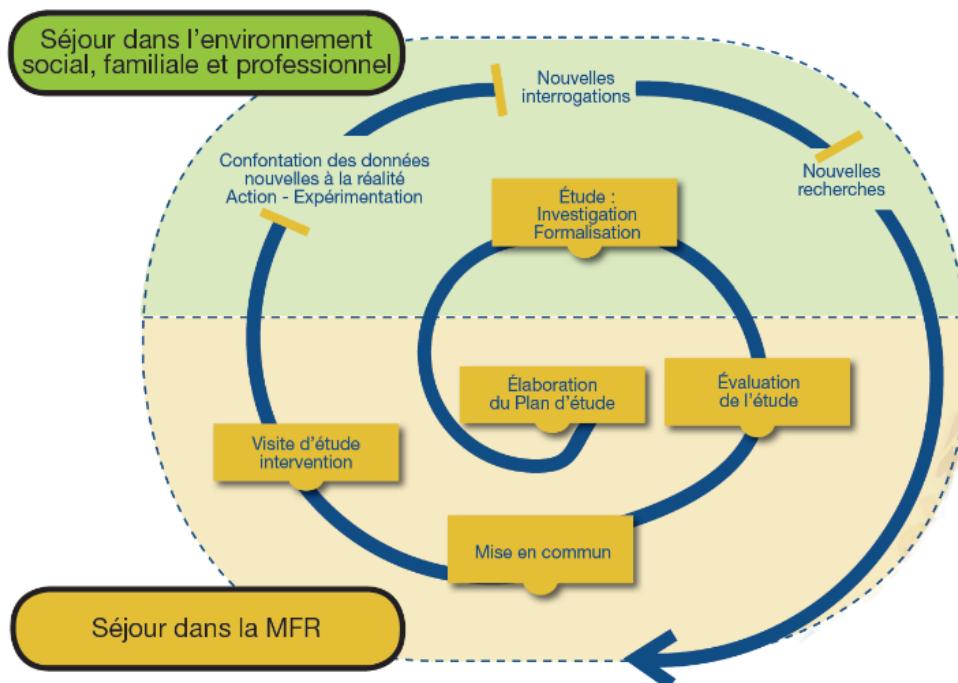 Séjour dans l'environnement
social, familiale et professionnel
Nouvelles
interrogations
Confontation des données
nouvelles à la réalité
Action - Expérimentation
Nouvelles
recherches
Étude :
Investigation
Formalisation
Élaboration
du Plan d'étude
Évaluation
de l'étude
Visite d'étude
intervention
Mise en commun
Séjour dans la MFR